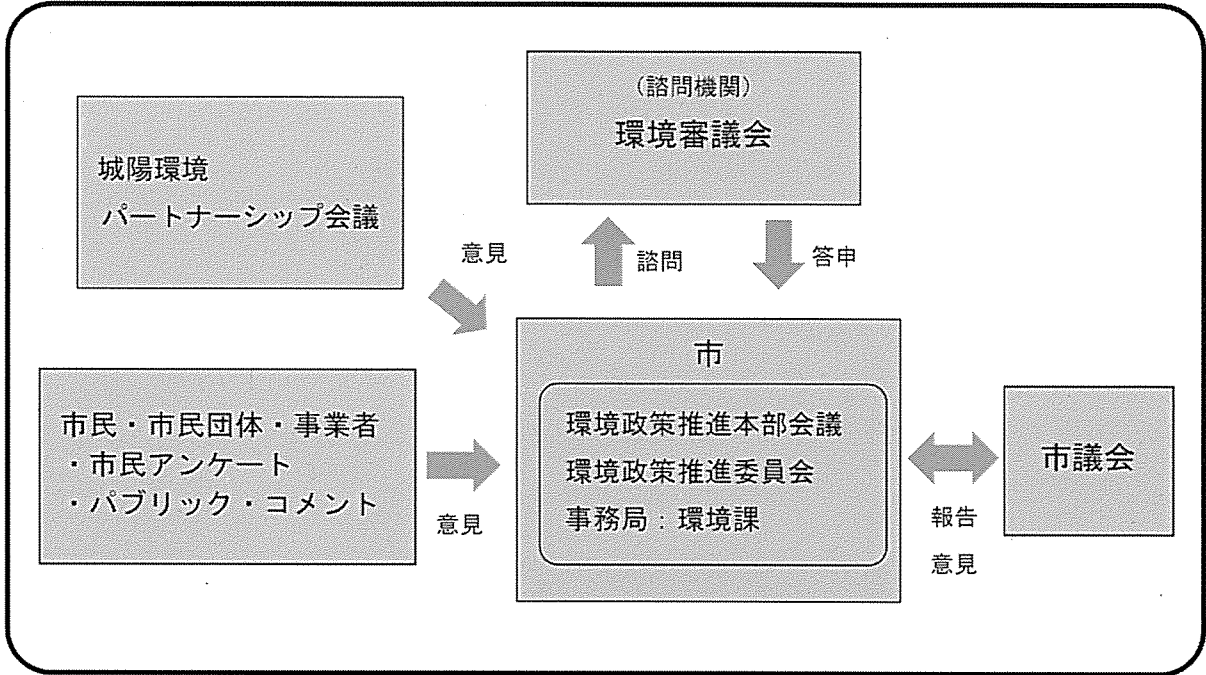 (諮問機関)
環境審議会
城陽環境
パートナーシップ会議
意見
諮問
答申
市
環境政策推進本部会議
環境政策推進委員会
事務局：環境課
市民・市民団体・事業者
・市民アンケート
・パブリック・コメント
意見
市議会
報告
意見